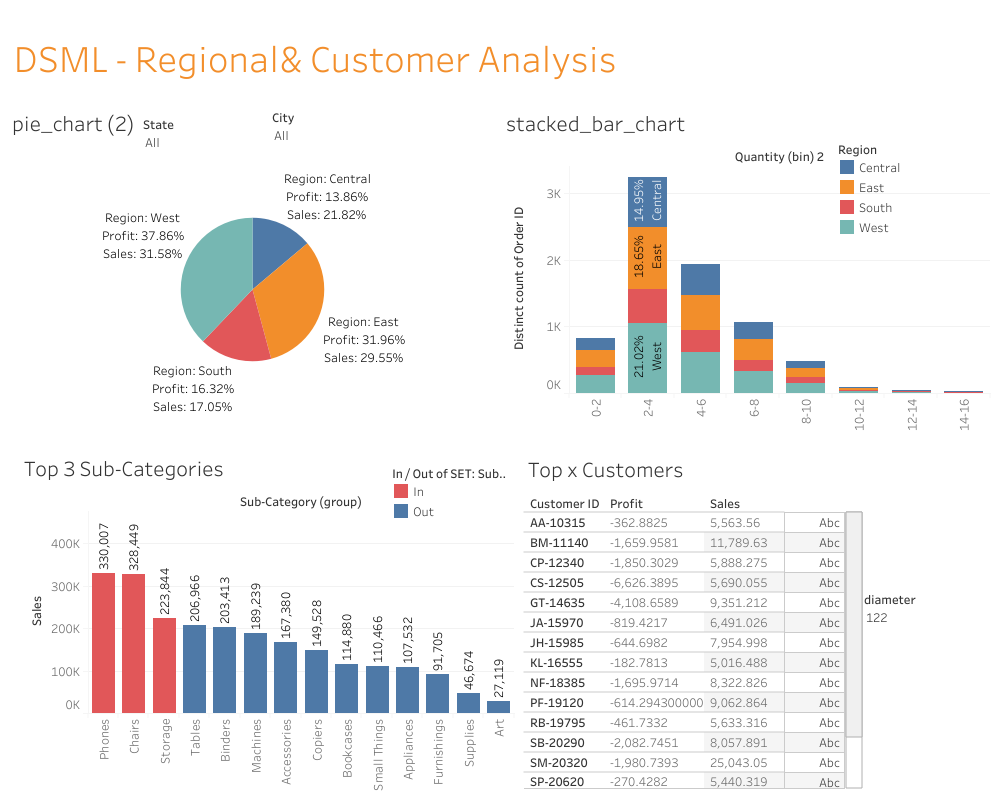 DSML - Regional& Customer Analysis
pie_chart (2)
State
All
City
All
Region: Central
Profit: 13.86%
Sales: 21.82%
Region: West
Profit: 37.86%
Sales: 31.58%
Region: East
Profit: 31.96%
Sales: 29.55%
Region: South
Profit: 16.32%
Sales: 17.05%
stacked_bar_chart
Quantity (bin) 2
Region
Central
East
South
West
Distinct count of Order ID
3K
2K
1K
0K
14.95%
Central
18.65%
East
21.02%
West
0-2
2-4
4-6
6-8
8-10
10-12
12-14
14-16
Top 3 Sub-Categories
In / Out of SET: Sub..
In
Out
Sub-Category (group)
Sales
400K
300K
200K
100K
0K
330,007
328,449
223,844
206,966
203,413
189,239
167,380
149,528
114,880
110,466
107,532
91,705
46,674
27,119
Phones
Chairs
Storage
Tables
Binders
Machines
Accessories
Copiers
Bookcases
Small Things
Appliances
Furnishings
Supplies
Art
Top x Customers
Customer ID Profit Sales
AA-10315 -362.8825 5,563.56 Abc
BM-11140 -1,659.9581 11,789.63 Abc
CP-12340 -1,850.3029 5,888.275 Abc
CS-12505 -6,626.3895 5,690.055 Abc
GT-14635 -4,108.6589 9,351.212 Abc
JA-15970 -819.4217 6,491.026 Abc
JH-15985 -644.6982 7,954.998 Abc
KL-16555 -182.7813 5,016.488 Abc
NF-18385 -1,695.9714 8,322.826 Abc
PF-19120 -614.294300000 9,062.864 Abc
RB-19795 -461.7332 5,633.316 Abc
SB-20290 -2,082.7451 8,057.891 Abc
SM-20320 -1,980.7393 25,043.05 Abc
SP-20620 -270.4282 5,440.319 Abc
diameter
122